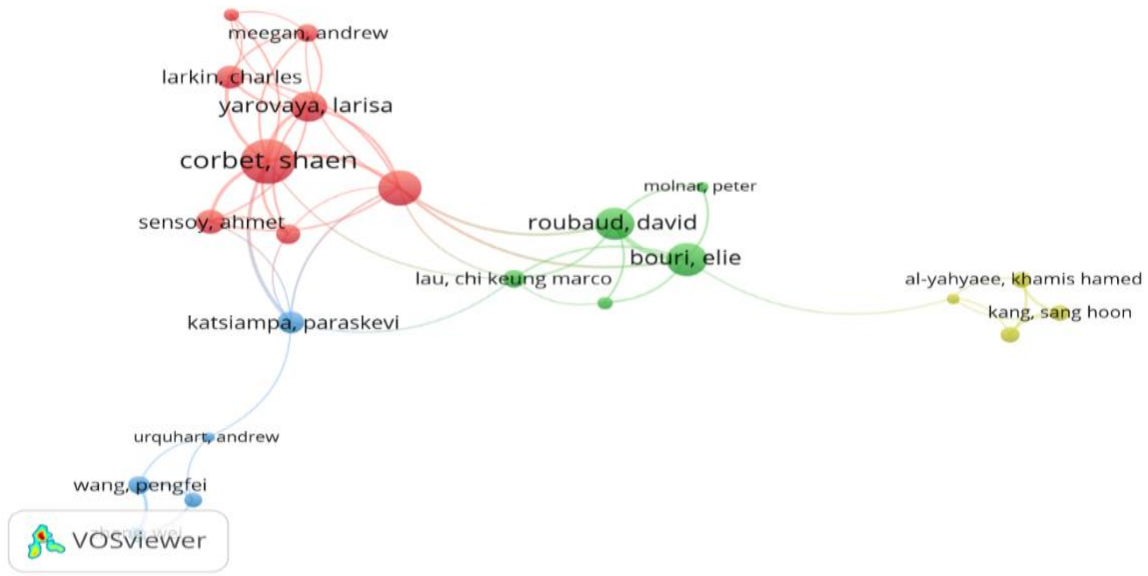 meegan, andrew
larkin, charles
yarovaya, larisa
corbet, shaen
sensoy, ahmet
molnar, peter
roubaud, david
bouri, elie
lau, chi keung marco
al-yahyaee, khamis hamed
kang, sang hoon
katsiampa, paraskevi
urquhart, andrew
wang, pengfei
VOSviewer